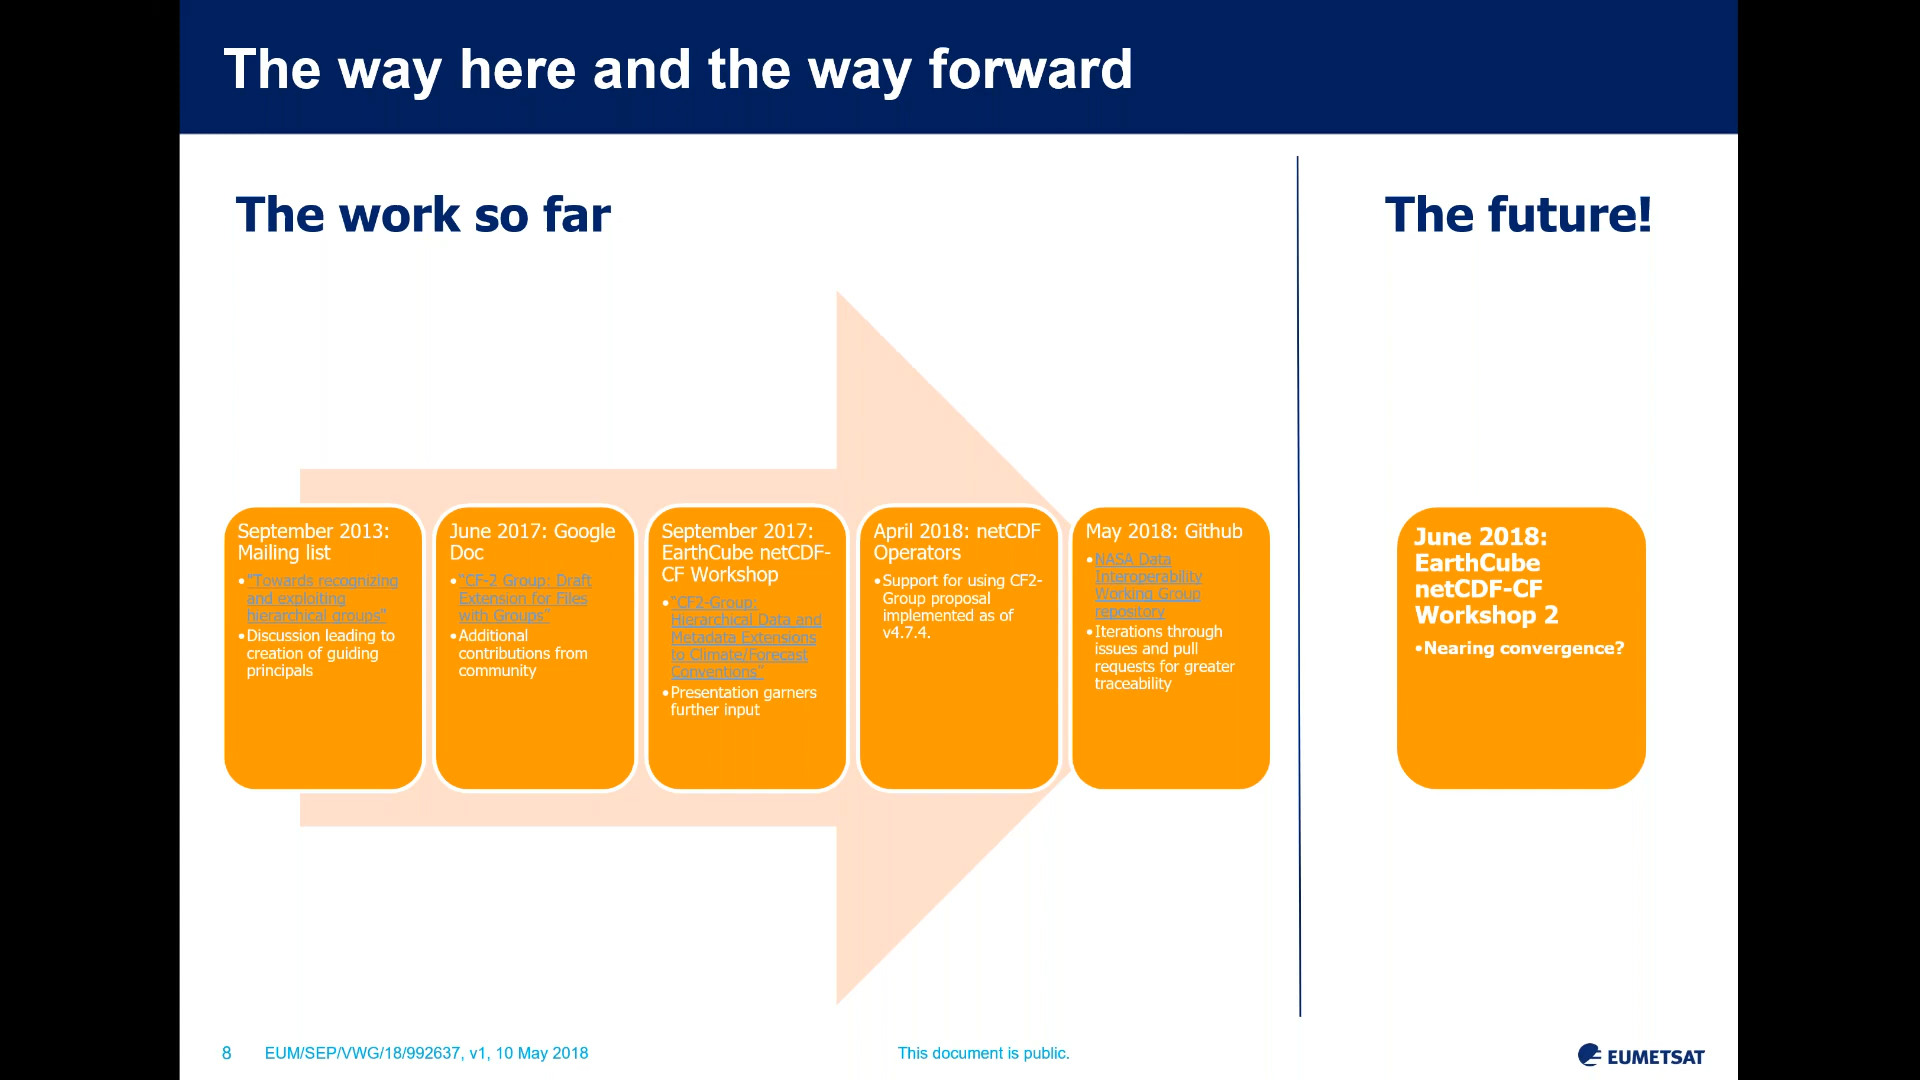 The way here and the way forward
The work so far
The future!
September 2013:
Mailing list
•"Towards recognizing
and exploiting
hierarchical groups"
•Discussion leading to
creation of guiding
principals
June 2017: Google
Doc
•"CF-2 Group: Draft
Extension for Files
with Groups"
•Additional
contributions from
community
September 2017:
EarthCube netCDF-
CF Workshop
•"CF2-Group:
Hierarchical Data and
Metadata Extensions
to Climate/Forecast
Conventions"
•Presentation garners
further input
April 2018: netCDF
Operators
•Support for using CF2-
Group proposal
implemented as of
v4.7.4.
May 2018: Github
•NASA Data
Interoperability
Working Group
repository
•Iterations through
issues and pull
requests for greater
traceability
June 2018:
EarthCube
netCDF-CF
Workshop 2
•Nearing convergence?
8 EUM/SEP/VWG/18/992637, v1, 10 May 2018
This document is public.
EUMETSAT